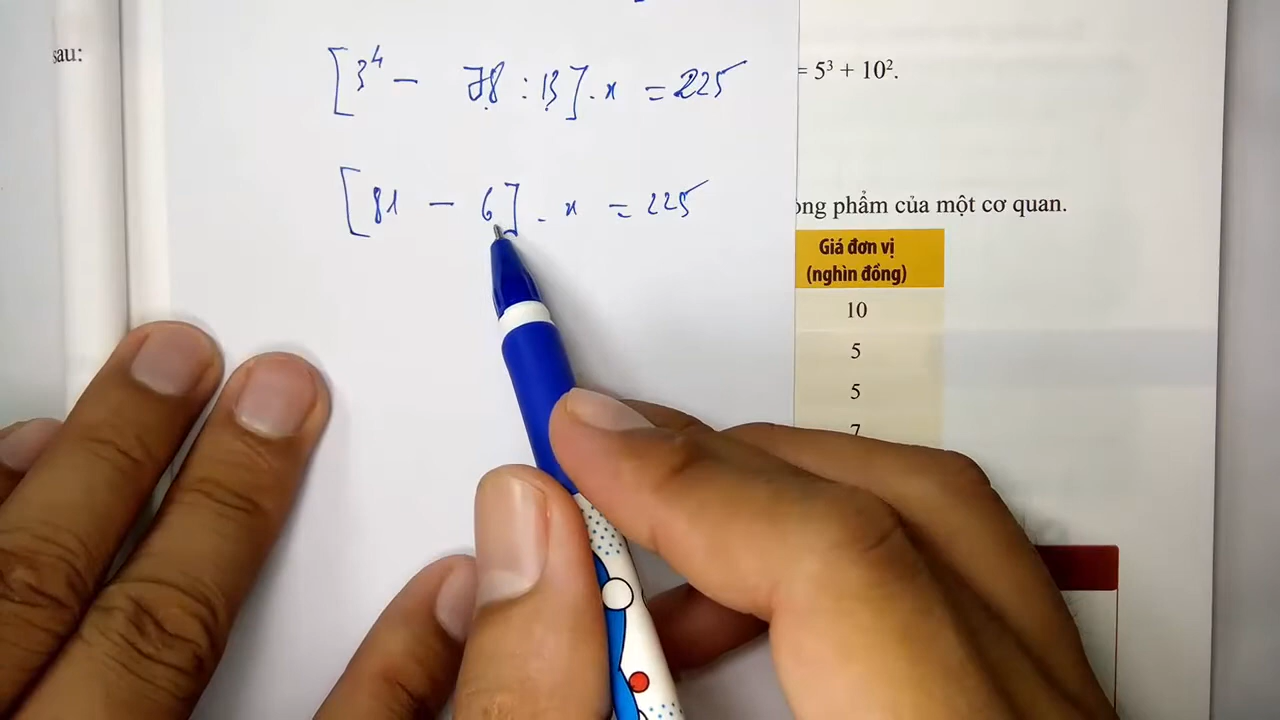 sau:
[3⁴ - 78 : 13] . x = 225
= 5³ + 10².
[81 - 6] . x = 225
ông phẩm của một cơ quan.
Giá đơn vị
(nghìn đồng)
10
5
5
7